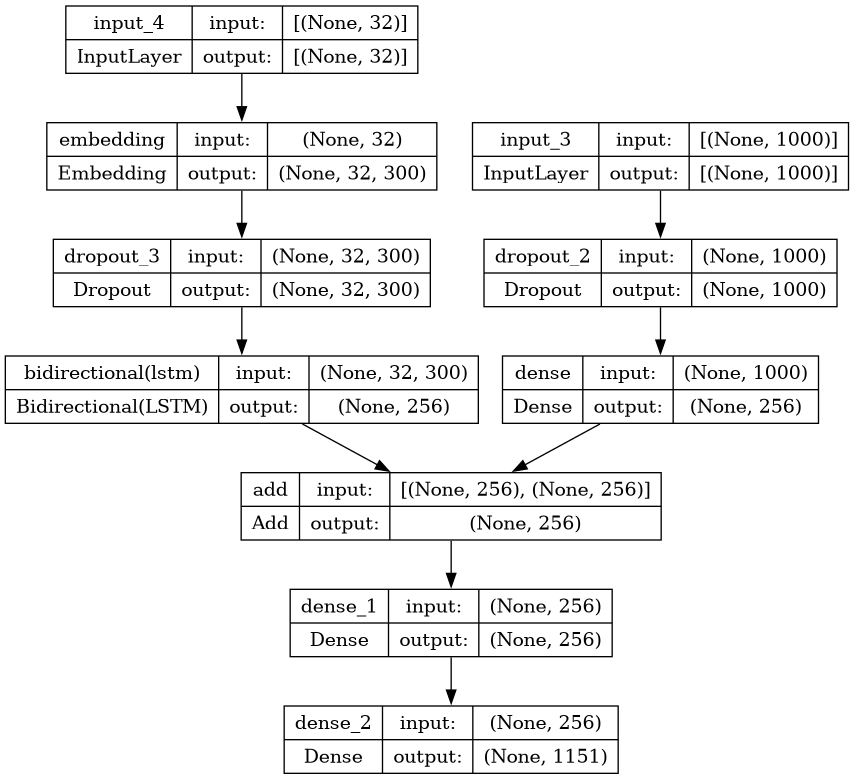 input_4 input: [(None, 32)]
InputLayer output: [(None, 32)]
embedding input: (None, 32)
Embedding output: (None, 32, 300)
input_3 input: [(None, 1000)]
InputLayer output: [(None, 1000)]
dropout_3 input: (None, 32, 300)
Dropout output: (None, 32, 300)
dropout_2 input: (None, 1000)
Dropout output: (None, 1000)
bidirectional(lstm) input: (None, 32, 300)
Bidirectional(LSTM) output: (None, 256)
dense input: (None, 1000)
Dense output: (None, 256)
add input: [(None, 256), (None, 256)]
Add output: (None, 256)
dense_1 input: (None, 256)
Dense output: (None, 256)
dense_2 input: (None, 256)
Dense output: (None, 1151)